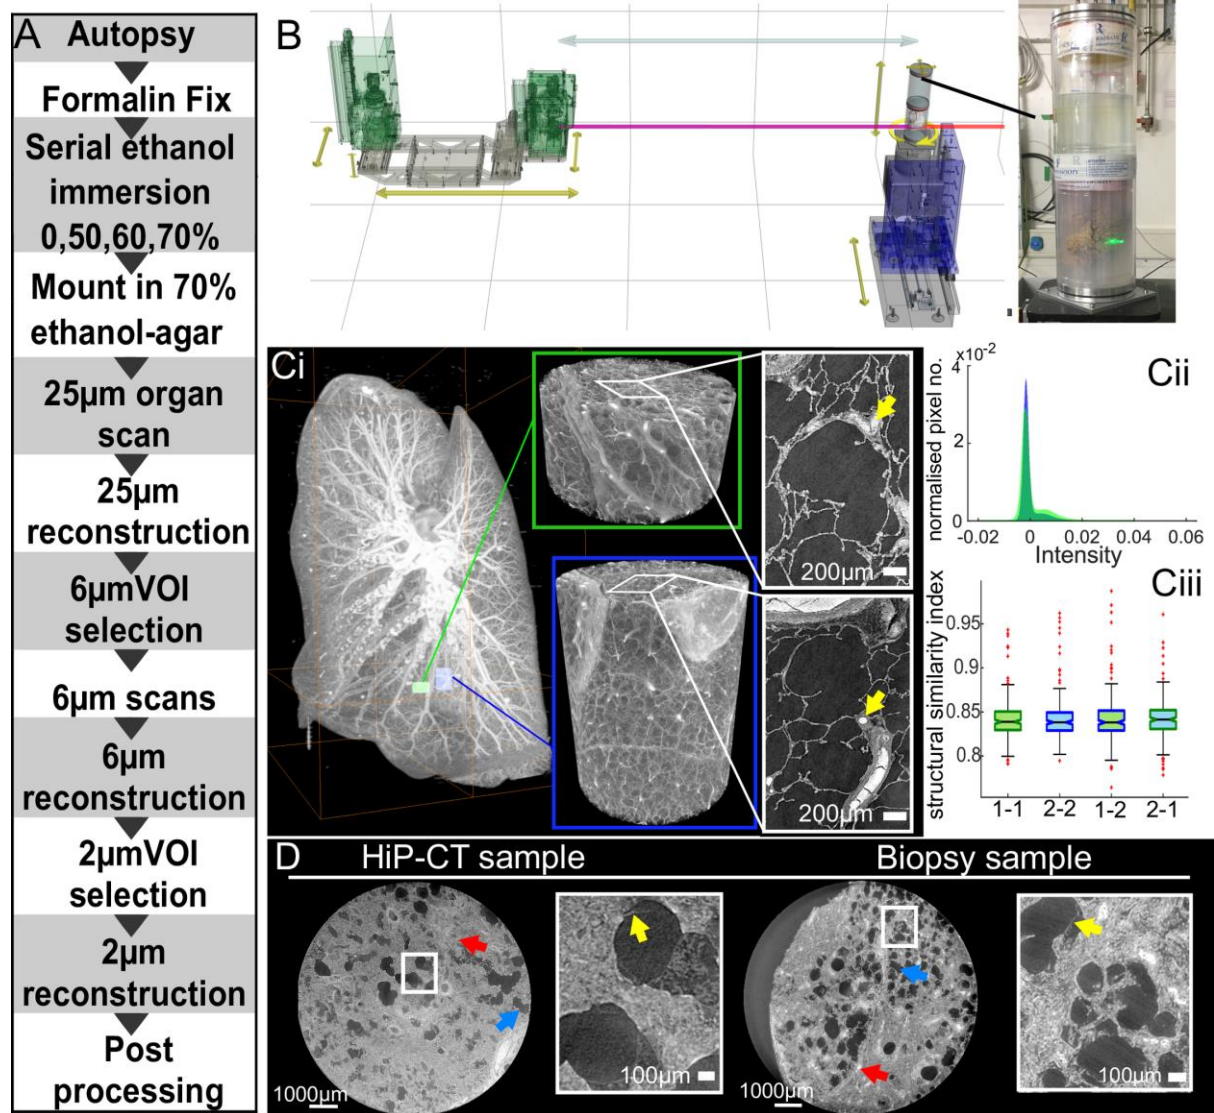 A
Autopsy
Formalin Fix
Serial ethanol
immersion
0,50,60,70%
Mount in 70%
ethanol-agar
25µm organ
scan
25µm
reconstruction
6µmVOI
selection
6µm scans
6µm
reconstruction
2µmVOI
selection
2µm
reconstruction
Post
processing
B
Ci
200µm
200µm
Cii
x10-2
4
2
0
normalised pixel no.
-0.02 0 0.02 0.04 0.06
Intensity
Ciii
structural similarity index
0.95
0.9
0.85
0.8
1-1 2-2 1-2 2-1
D HiP-CT sample Biopsy sample
1000µm 100µm 1000µm 100µm